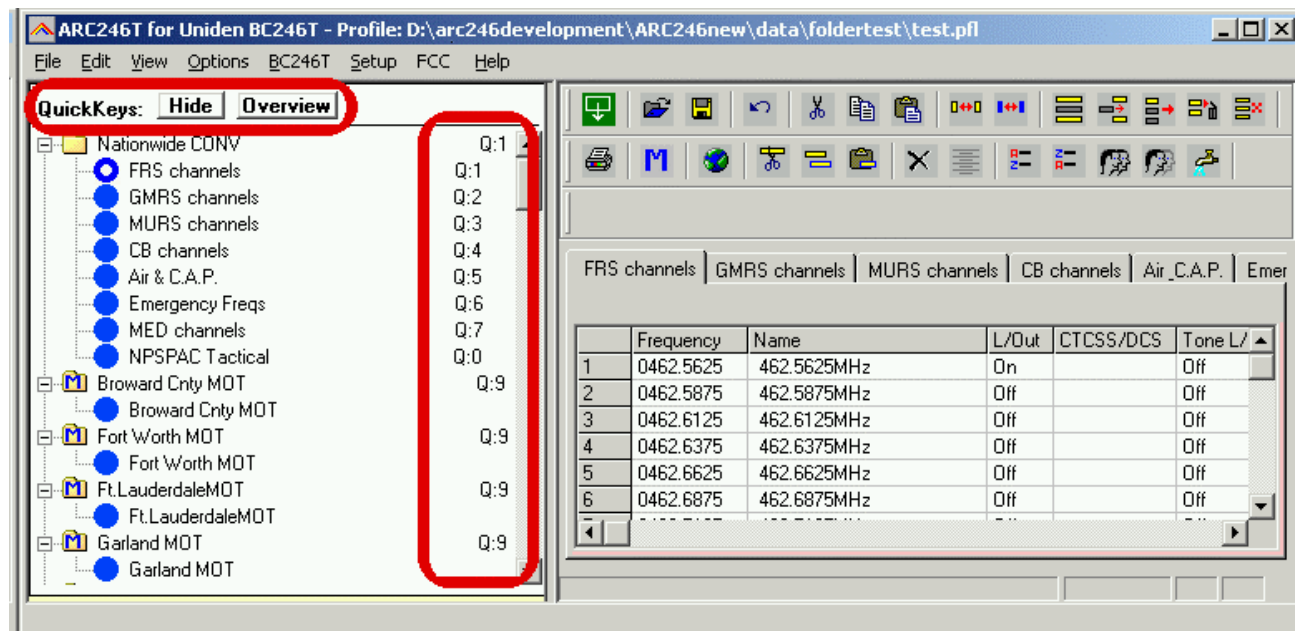 ARC246T for Uniden BC246T - Profile: D:\arc246development\ARC246new\data\foldertest\test.pfl
File Edit View Options BC246T Setup FCC Help
QuickKeys: Hide Overview
Nationwide CONV Q:1
FRS channels Q:1
GMRS channels Q:2
MURS channels Q:3
CB channels Q:4
Air & C.A.P. Q:5
Emergency Freqs Q:6
MED channels Q:7
NPSPAC Tactical Q:0
Broward Cnty MOT Q:9
Broward Cnty MOT
Fort Worth MOT Q:9
Fort Worth MOT
Ft.LauderdaleMOT Q:9
Ft.LauderdaleMOT
Garland MOT Q:9
Garland MOT
FRS channels GMRS channels MURS channels CB channels Air _C.A.P. Emer
Frequency Name L/Out CTCSS/DCS Tone L/
1 0462.5625 462.5625MHz On Off
2 0462.5875 462.5875MHz Off Off
3 0462.6125 462.6125MHz Off Off
4 0462.6375 462.6375MHz Off Off
5 0462.6625 462.6625MHz Off Off
6 0462.6875 462.6875MHz Off Off